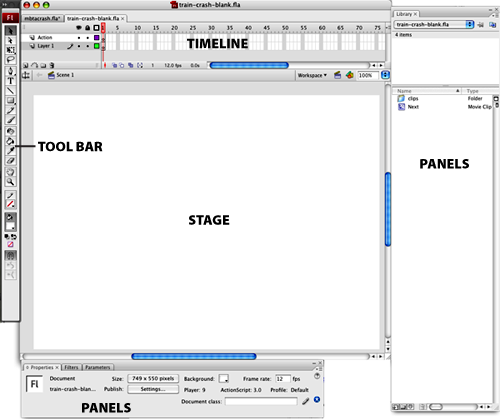 train-crash-blank.fla
mbtacrash.fla*
train-crash-blank.fla
Fl
1 5 10 15 20 25 30 35 40 45 50 55 60 65 70 75
Action
Layer 1
TIMELINE
1 12.0 fps 0.0s
Scene 1
Workspace
100%
TOOL BAR
STAGE
Library
train-crash-blank.fla
4 items
Name Type
clips Folder
Next Movie Clip
PANELS
Properties Filters Parameters
Fl
Document
train-crash-blan...
Size: 749 x 550 pixels
Background:
Frame rate: 12 fps
Publish: Settings...
Player: 9 ActionScript: 3.0 Profile: Default
Document class:
PANELS